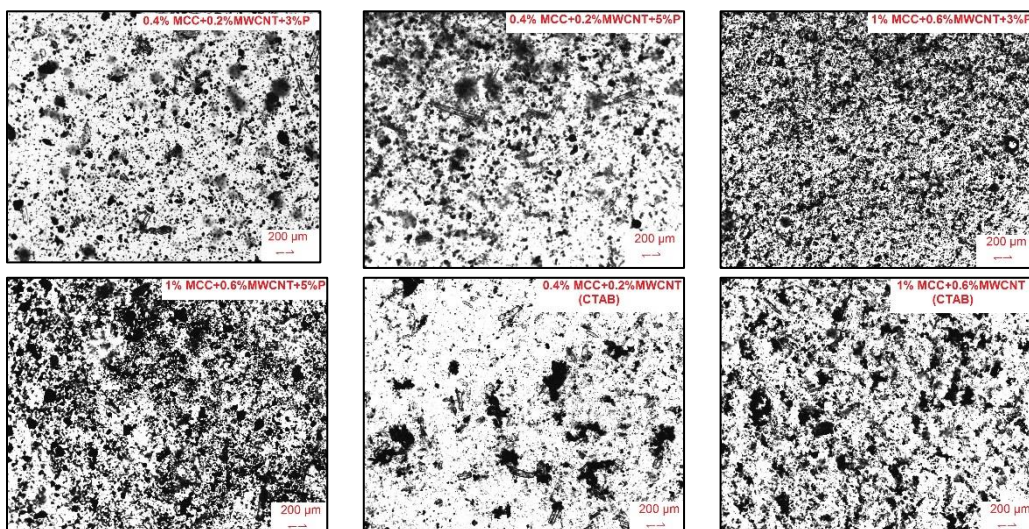 0.4% MCC+0.2%MWCNT+3%P
200 µm
0.4% MCC+0.2%MWCNT+5%P
200 µm
1% MCC+0.6%MWCNT+3%P
200 µm
1% MCC+0.6%MWCNT+5%P
200 µm
0.4% MCC+0.2%MWCNT
(CTAB)
200 µm
1% MCC+0.6%MWCNT
(CTAB)
200 µm